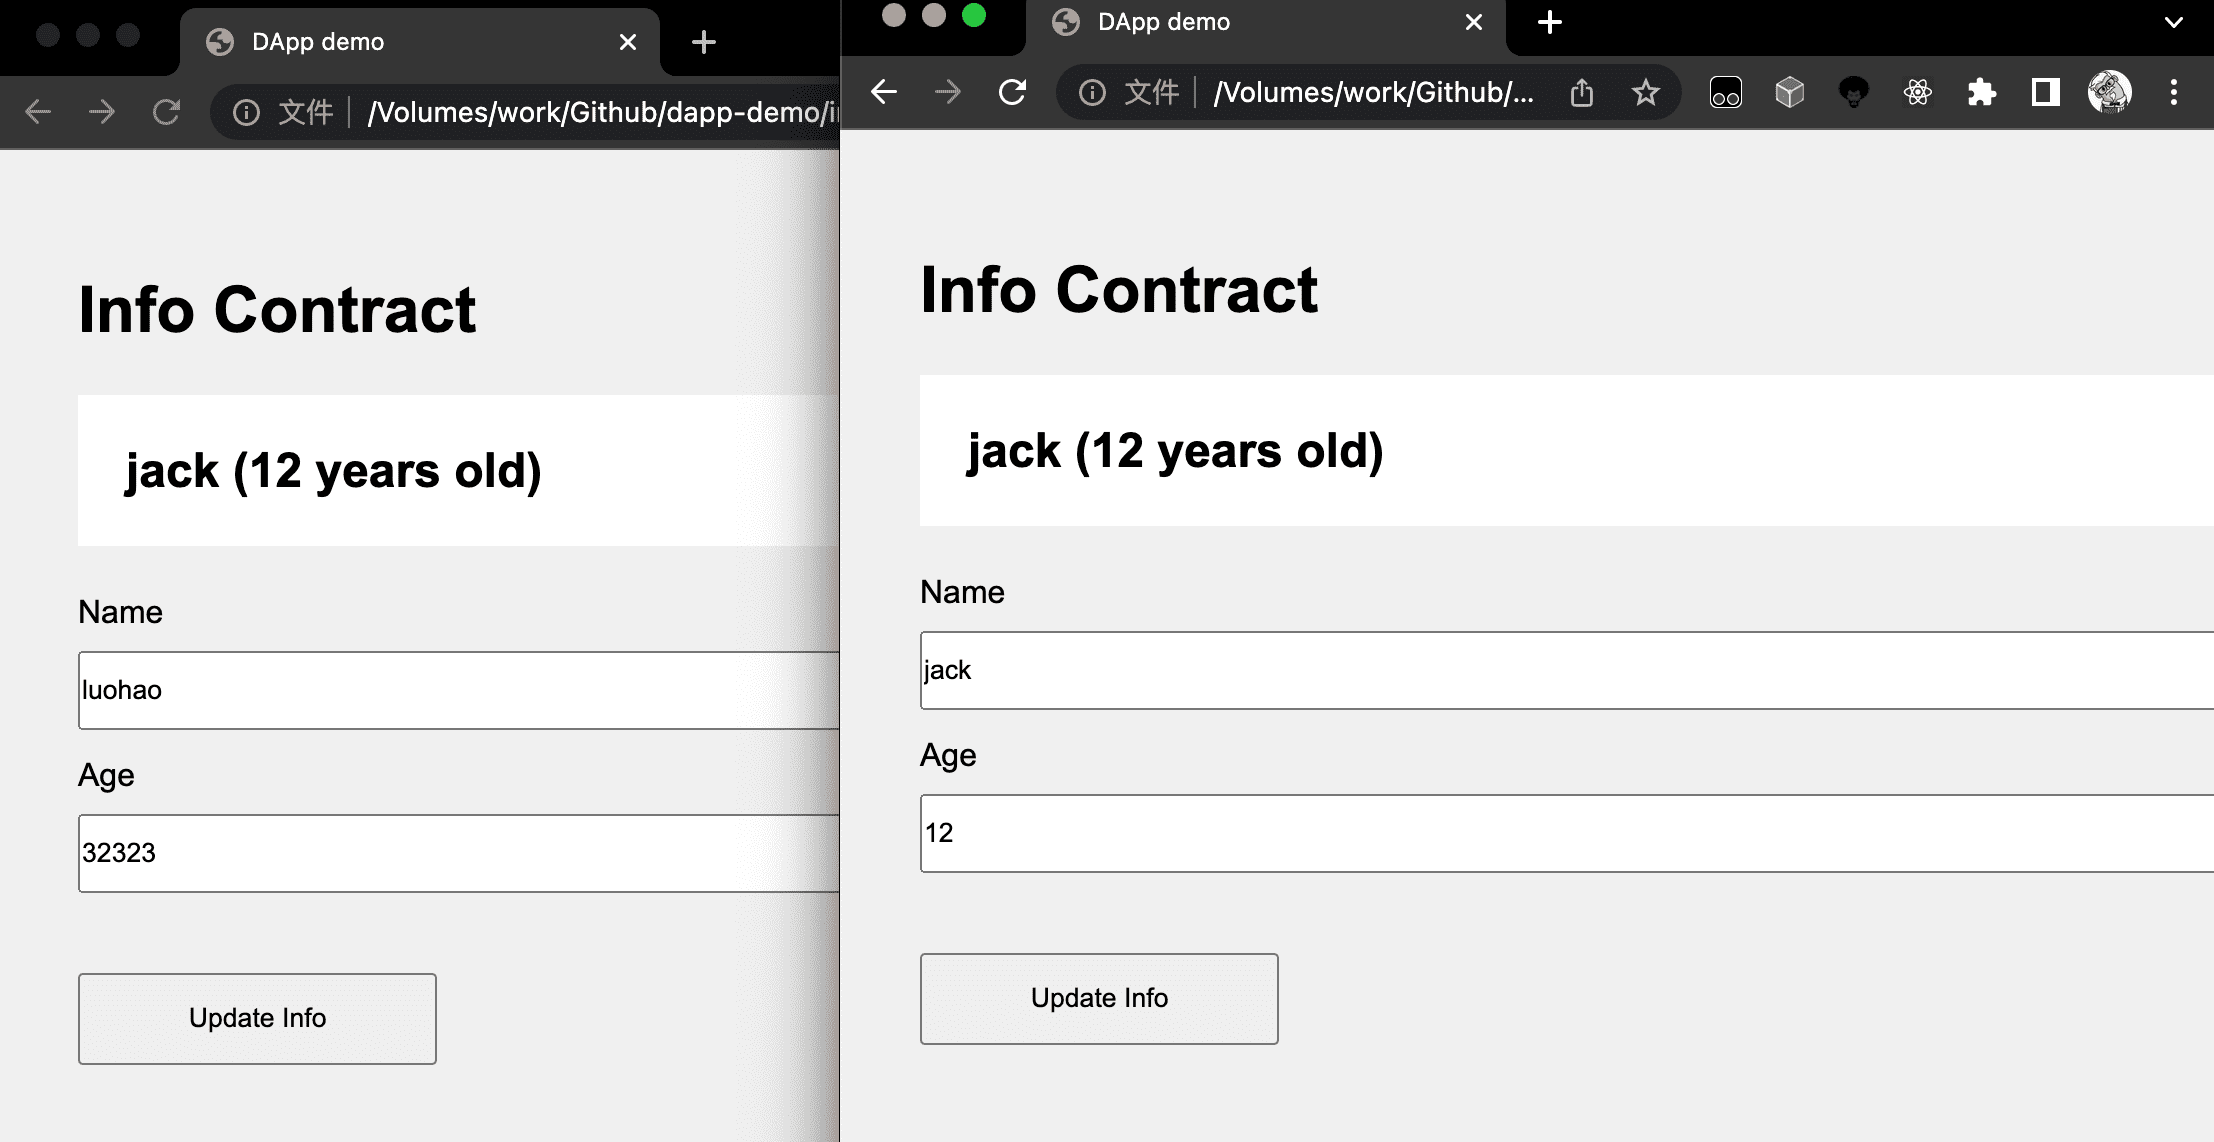 DApp demo
文件 /Volumes/work/Github/dapp-demo/i
Info Contract
jack (12 years old)
Name
luohao
Age
32323
Update Info
DApp demo
文件 /Volumes/work/Github/...
Info Contract
jack (12 years old)
Name
jack
Age
12
Update Info